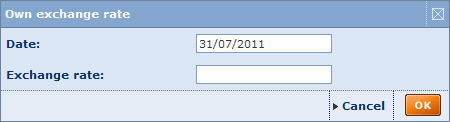 Own exchange rate
Date: 31/07/2011
Exchange rate:
Cancel OK